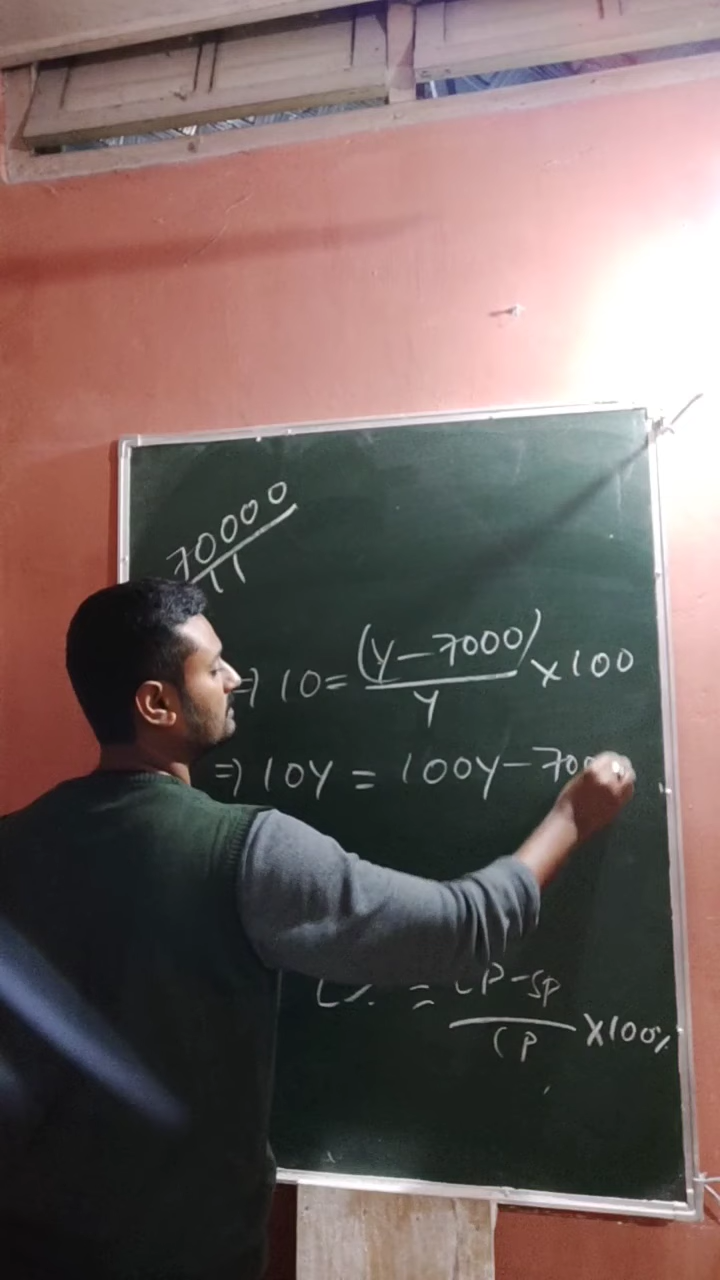 70000
11
⇒ 10 = (y – 7000) / y × 100
⇒ 10y = 100y – 700
L% = CP – SP / CP × 100%